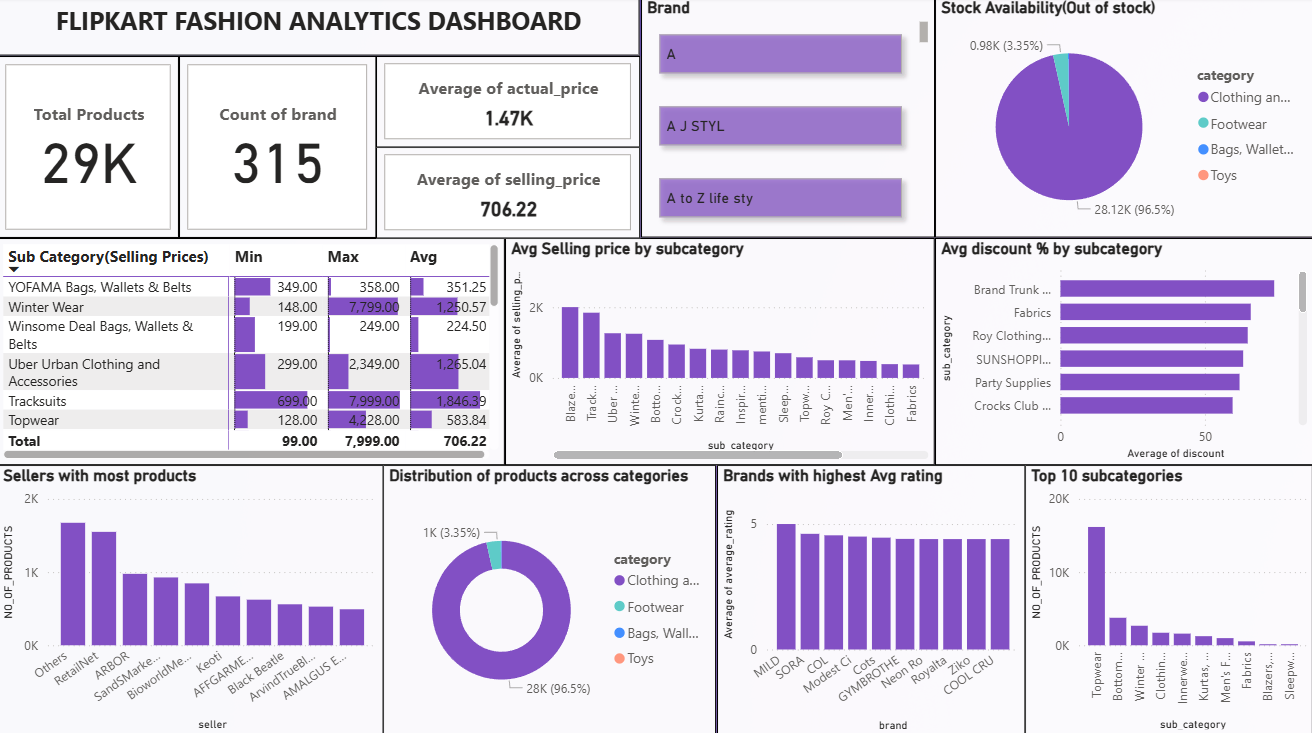 FLIPKART FASHION ANALYTICS DASHBOARD
Total Products
29K
Count of brand
315
Average of actual_price
1.47K
Average of selling_price
706.22
Brand
A
A J STYL
A to Z life sty
Stock Availability(Out of stock)
0.98K (3.35%)
28.12K (96.5%)
category
Clothing an...
Footwear
Bags, Wallet...
Toys
Sub Category(Selling Prices) Min Max Avg
YOFAMA Bags, Wallets & Belts 349.00 358.00 351.25
Winter Wear 148.00 7,799.00 1,250.57
Winsome Deal Bags, Wallets &
Belts 199.00 249.00 224.50
Uber Urban Clothing and
Accessories 299.00 2,349.00 1,265.04
Tracksuits 699.00 7,999.00 1,846.39
Topwear 128.00 4,228.00 583.84
Total 99.00 7,999.00 706.22
Avg Selling price by subcategory
Average of selling_p...
2K
0K
Blaze...
Track...
Uber ...
Winte...
Botto...
Crock...
Kurta...
Rainc...
Inspir...
menti...
Sleep...
Topw...
Roy C...
Men'...
Inner...
Clothi...
Fabrics
sub_category
Avg discount % by subcategory
sub_category
Brand Trunk ...
Fabrics
Roy Clothing...
SUNSHOPPI...
Party Supplies
Crocks Club ...
0 50
Average of discount
Sellers with most products
NO_OF_PRODUCTS
2K
1K
0K
Others
RetailNet
ARBOR
SandSMarke...
BioworldMe...
Keoti
AFFGARME...
Black Beatle
ArvindTrueBl...
AMALGUS E...
seller
Distribution of products across categories
1K (3.35%)
28K (96.5%)
category
Clothing a...
Footwear
Bags, Wall...
Toys
Brands with highest Avg rating
Average of average_rating
5
0
MILD
SORA
COL
Modest Ci
Cots
GYMBROTHE
Neon Ro
Royalta
Ziko
COOL CRU
brand
Top 10 subcategories
NO_OF_PRODUCTS
20K
10K
0K
Topwear
Bottom...
Winter ...
Clothin...
Innerwe...
Kurtas, ...
Men's F...
Fabrics
Blazers,...
Sleepw...
sub_category